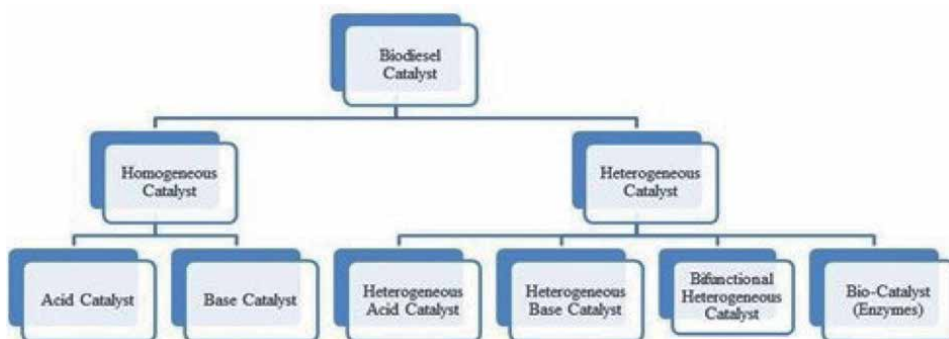 Biodiesel
Catalyst
Homogeneous
Catalyst
Heterogeneous
Catalyst
Acid Catalyst
Base Catalyst
Heterogeneous
Acid Catalyst
Heterogeneous
Base Catalyst
Bifunctional
Heterogeneous
Catalyst
Bio-Catalyst
(Enzymes)